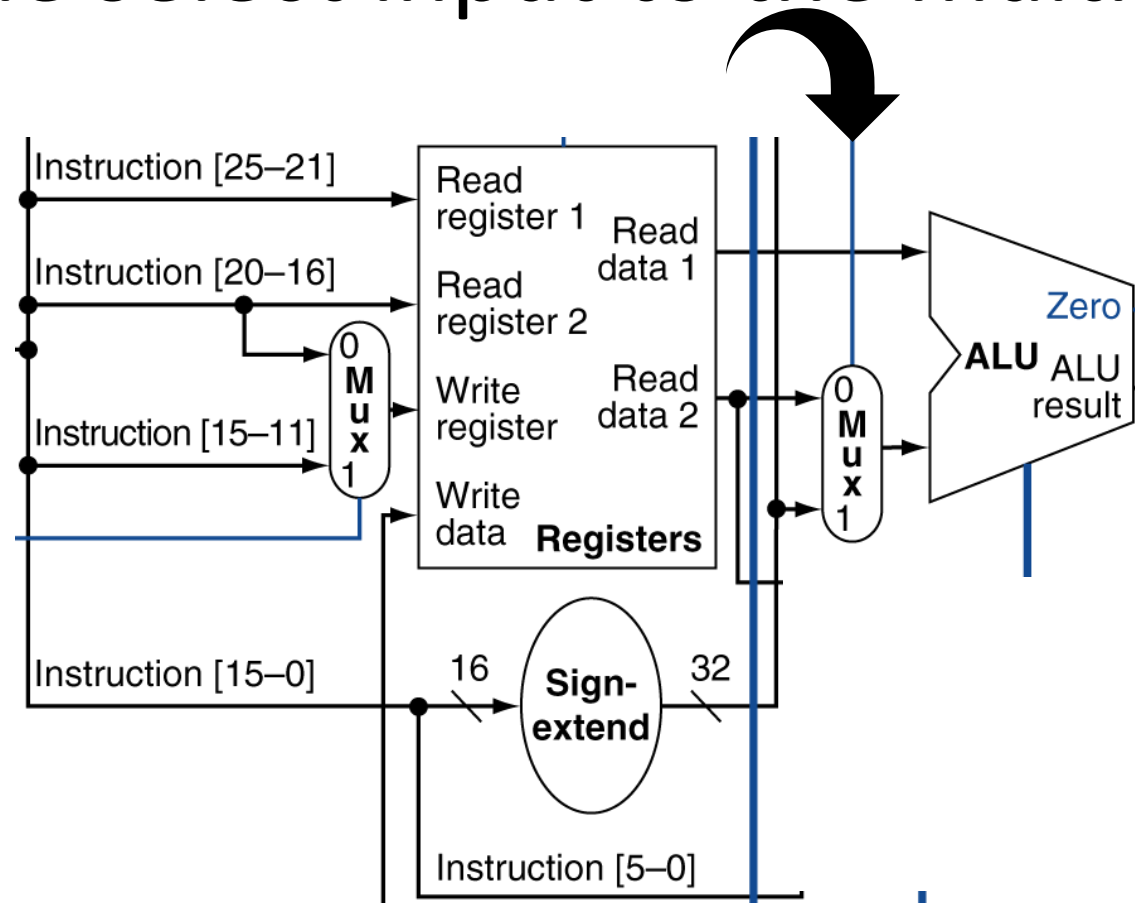 Instruction [25–21]
Read
register 1
Read
data 1
Instruction [20–16]
Read
register 2
Zero
0
M
u
x
1
ALU
ALU
result
Write
register
Read
data 2
0
M
u
x
1
Instruction [15–11]
Write
data
Registers
Instruction [15–0]
16
Sign-
extend
32
Instruction [5–0]